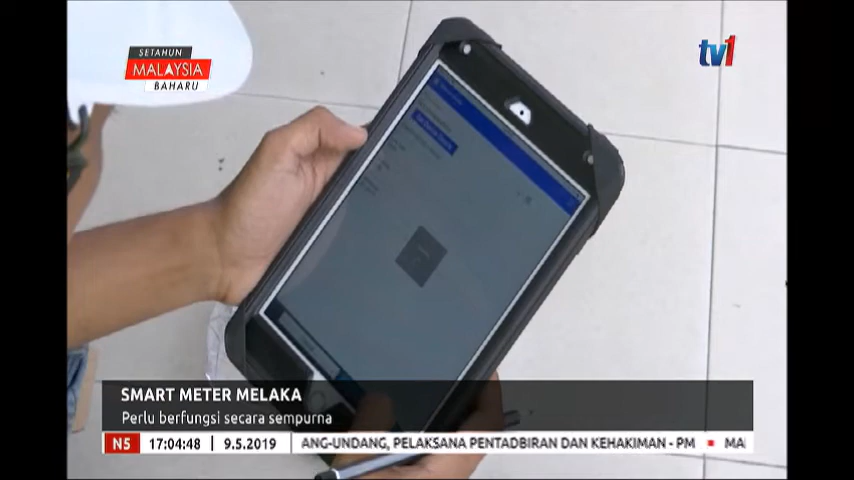 SETAHUN
MALAYSIA
BAHARU
tv1
SMART METER MELAKA
Perlu berfungsi secara sempurna
N5 17:04:48 | 9.5.2019 ANG-UNDANG, PELAKSANA PENTADBIRAN DAN KEHAKIMAN - PM ▪ MA